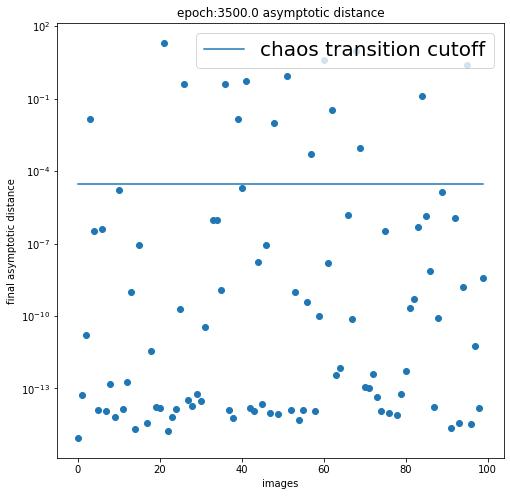 epoch:3500.0 asymptotic distance
chaos transition cutoff
10²
10⁻¹
10⁻⁴
10⁻⁷
10⁻¹⁰
10⁻¹³
final asymptotic distance
0 20 40 60 80 100
images